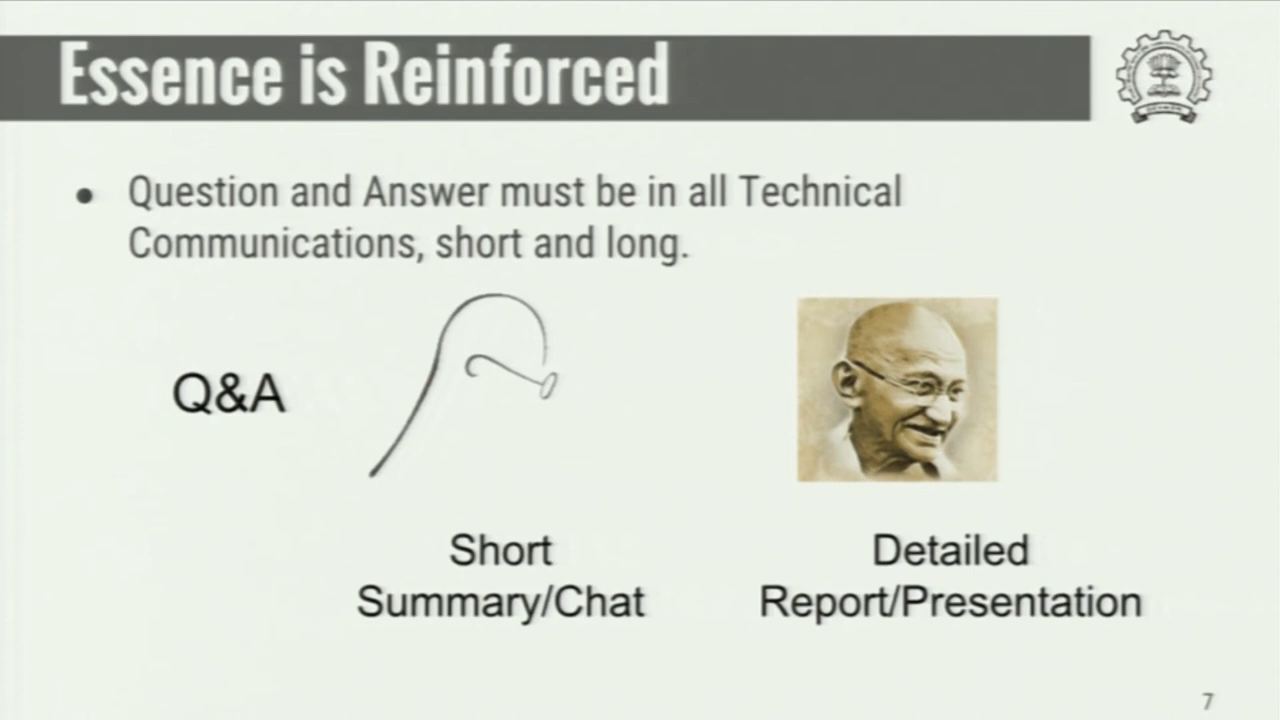 Essence is Reinforced
• Question and Answer must be in all Technical
Communications, short and long.
Q&A
Short
Summary/Chat
Detailed
Report/Presentation
7